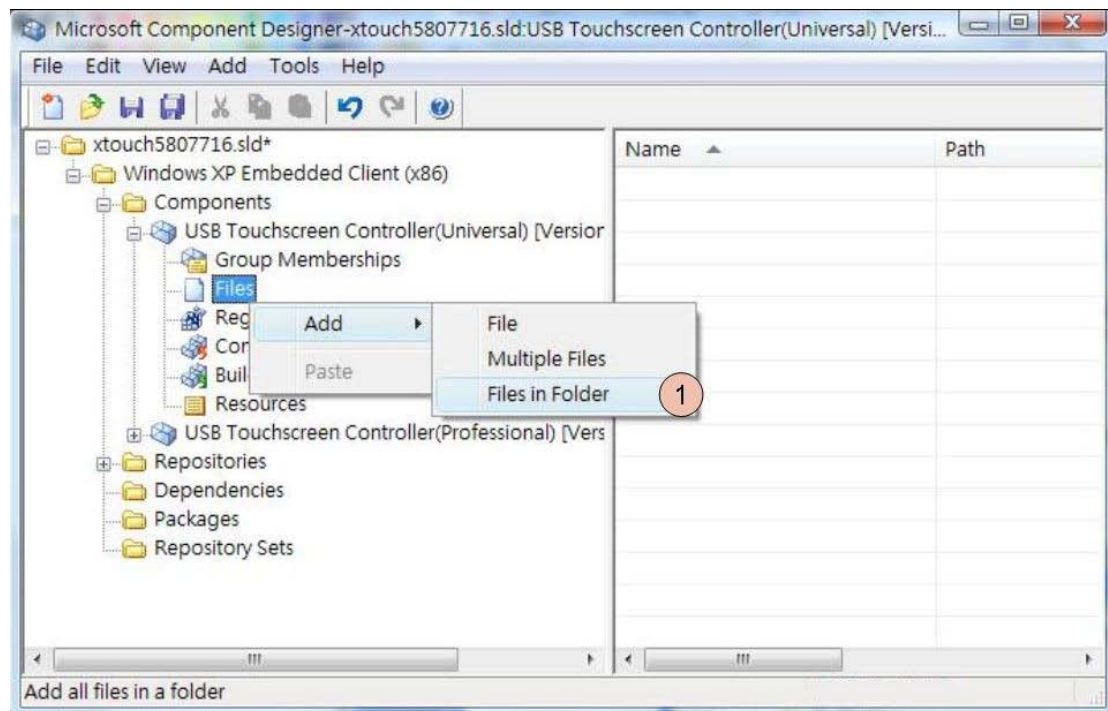 Microsoft Component Designer-xtouch5807716.sld:USB Touchscreen Controller(Universal) [Versi...
File Edit View Add Tools Help
xtouch5807716.sld*
Windows XP Embedded Client (x86)
Components
USB Touchscreen Controller(Universal) [Version
Group Memberships
Files
Reg
Com
Buil
Resources
USB Touchscreen Controller(Professional) [Vers
Repositories
Dependencies
Packages
Repository Sets
Add
Paste
File
Multiple Files
Files in Folder
1
Name Path
Add all files in a folder